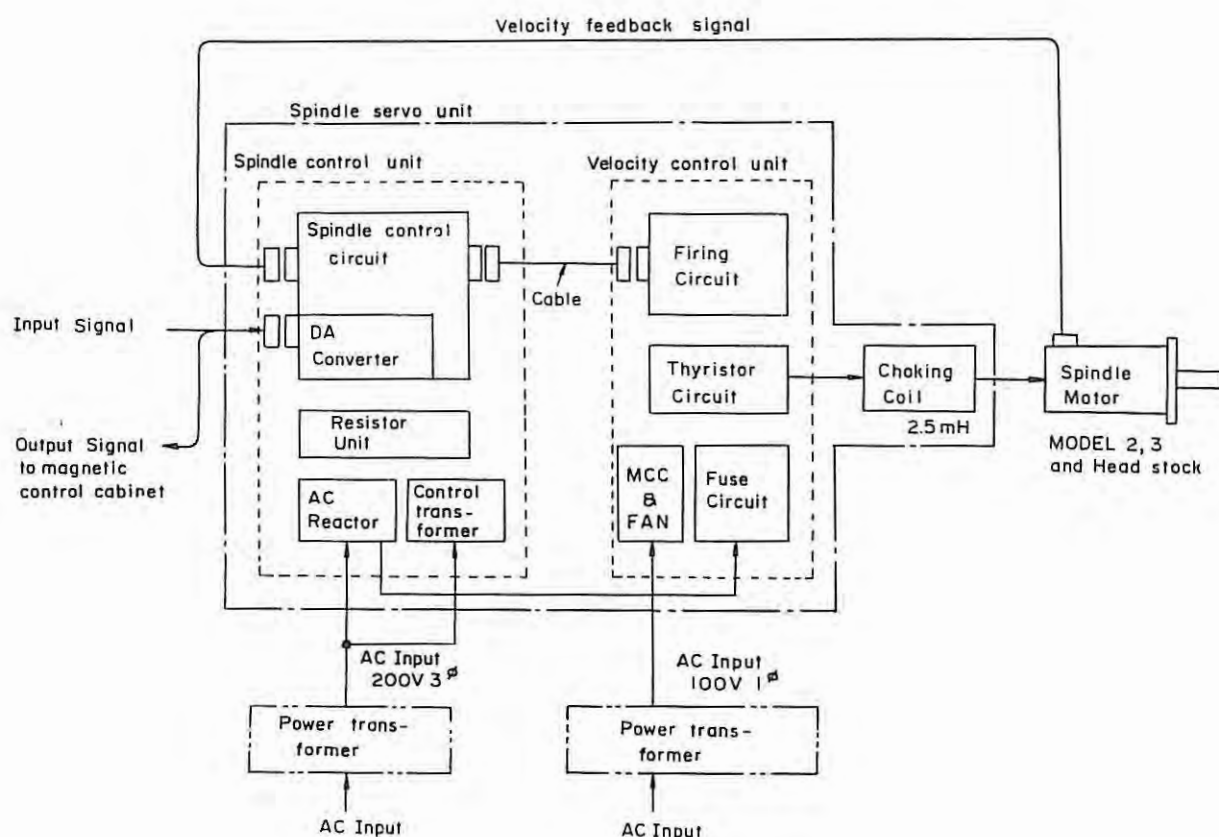 Velocity feedback signal
Spindle servo unit
Spindle control unit
Velocity control unit
Spindle control
circuit
Firing
Circuit
Cable
Input Signal
DA
Converter
Thyristor
Circuit
Choking
Coil
2.5 mH
Spindle
Motor
MODEL 2, 3
and Head stock
Output Signal
to magnetic
control cabinet
Resistor
Unit
AC
Reactor
Control
trans-
former
MCC
&
FAN
Fuse
Circuit
AC Input
200V 3ø
AC Input
100V 1ø
Power trans-
former
Power trans-
former
AC Input
AC Input